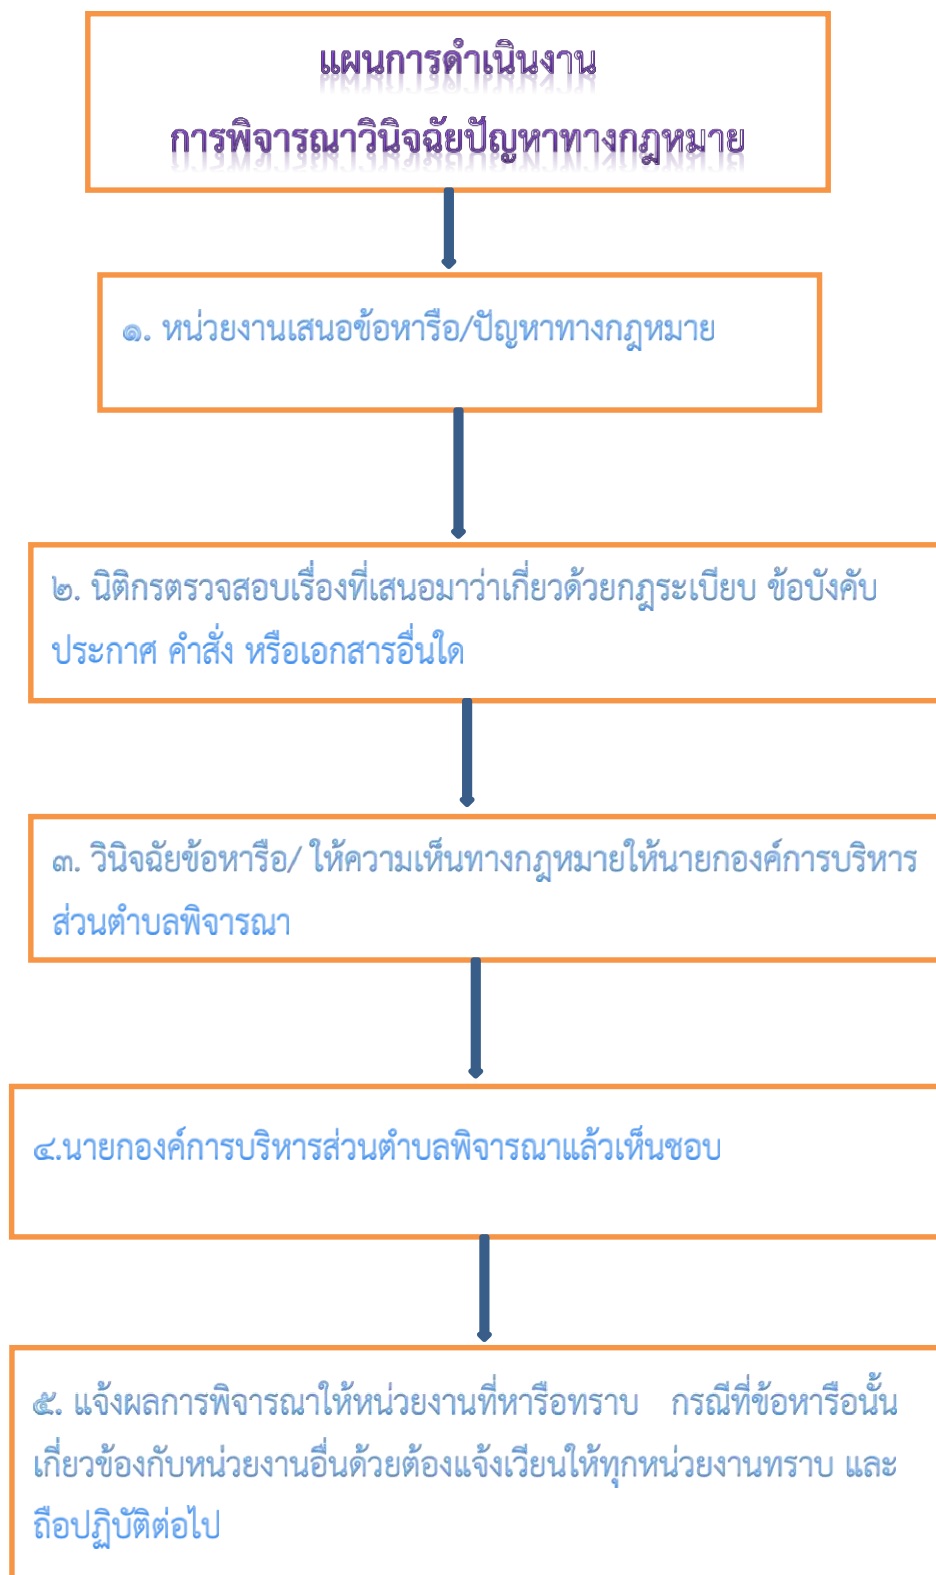 แผนการดำเนินงาน
การพิจารณาวินิจฉัยปัญหาทางกฎหมาย
๑. หน่วยงานเสนอข้อหารือ/ปัญหาทางกฎหมาย
๒. นิติกรตรวจสอบเรื่องที่เสนอมาว่าเกี่ยวด้วยกฎระเบียบ ข้อบังคับ
ประกาศ คำสั่ง หรือเอกสารอื่นใด
๓. วินิจฉัยข้อหารือ/ ให้ความเห็นทางกฎหมายให้นายกองค์การบริหาร
ส่วนตำบลพิจารณา
๔.นายกองค์การบริหารส่วนตำบลพิจารณาแล้วเห็นชอบ
๕. แจ้งผลการพิจารณาให้หน่วยงานที่หารือทราบ กรณีที่ข้อหารือนั้น
เกี่ยวข้องกับหน่วยงานอื่นด้วยต้องแจ้งเวียนให้ทุกหน่วยงานทราบ และ
ถือปฏิบัติต่อไป